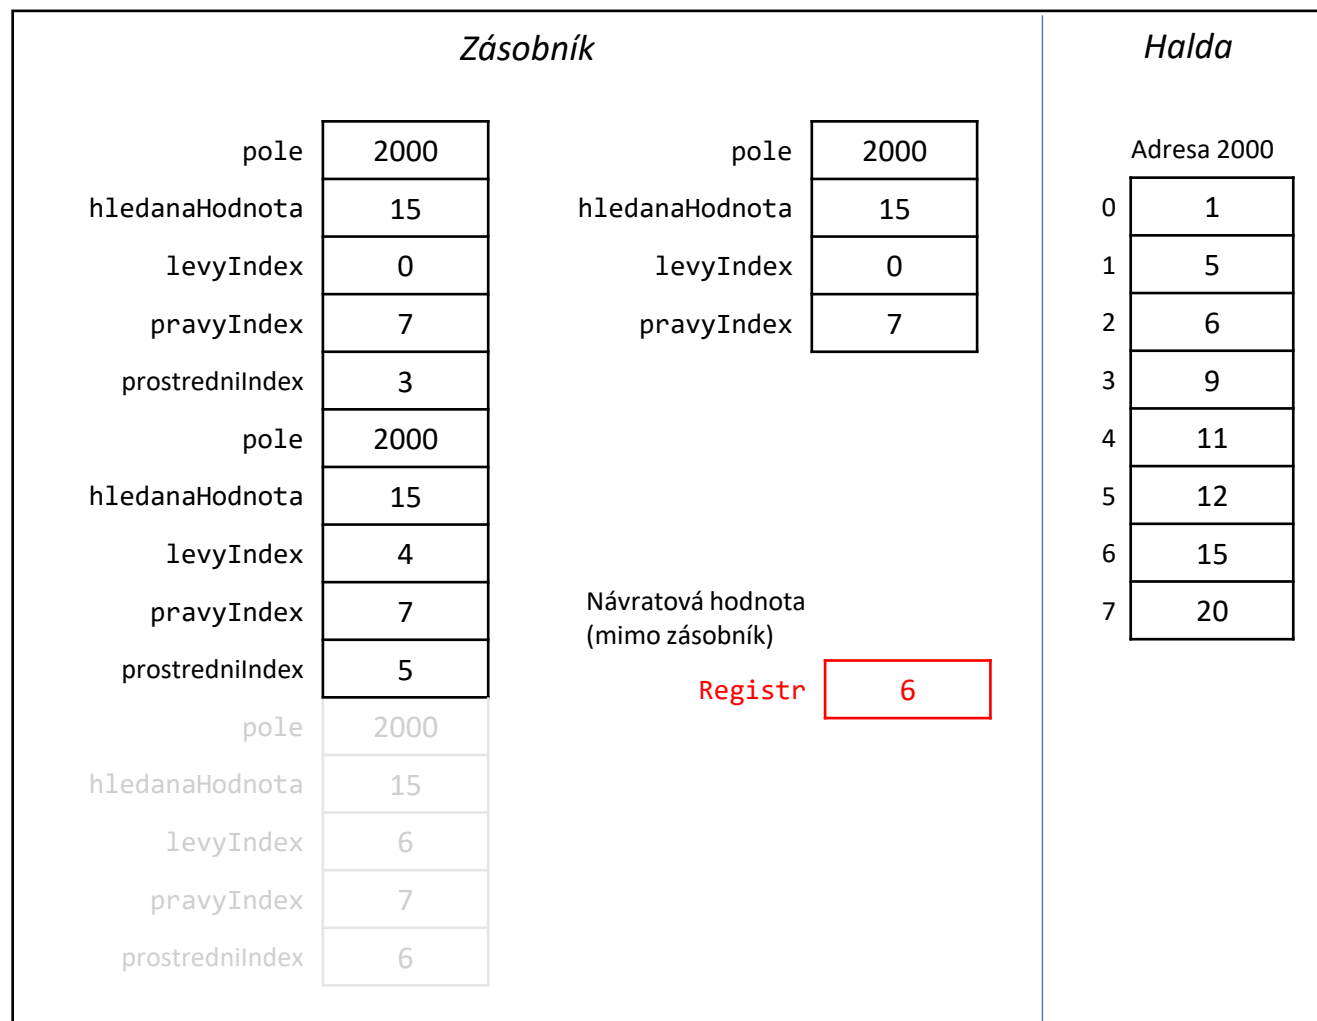 Zásobník
pole 2000
hledanaHodnota 15
levyIndex 0
pravyIndex 7
prostredniIndex 3
pole 2000
hledanaHodnota 15
levyIndex 4
pravyIndex 7
prostredniIndex 5
pole 2000
hledanaHodnota 15
levyIndex 6
pravyIndex 7
prostredniIndex 6
pole 2000
hledanaHodnota 15
levyIndex 0
pravyIndex 7
Návratová hodnota
(mimo zásobník)
Registr 6
Halda
Adresa 2000
0 1
1 5
2 6
3 9
4 11
5 12
6 15
7 20